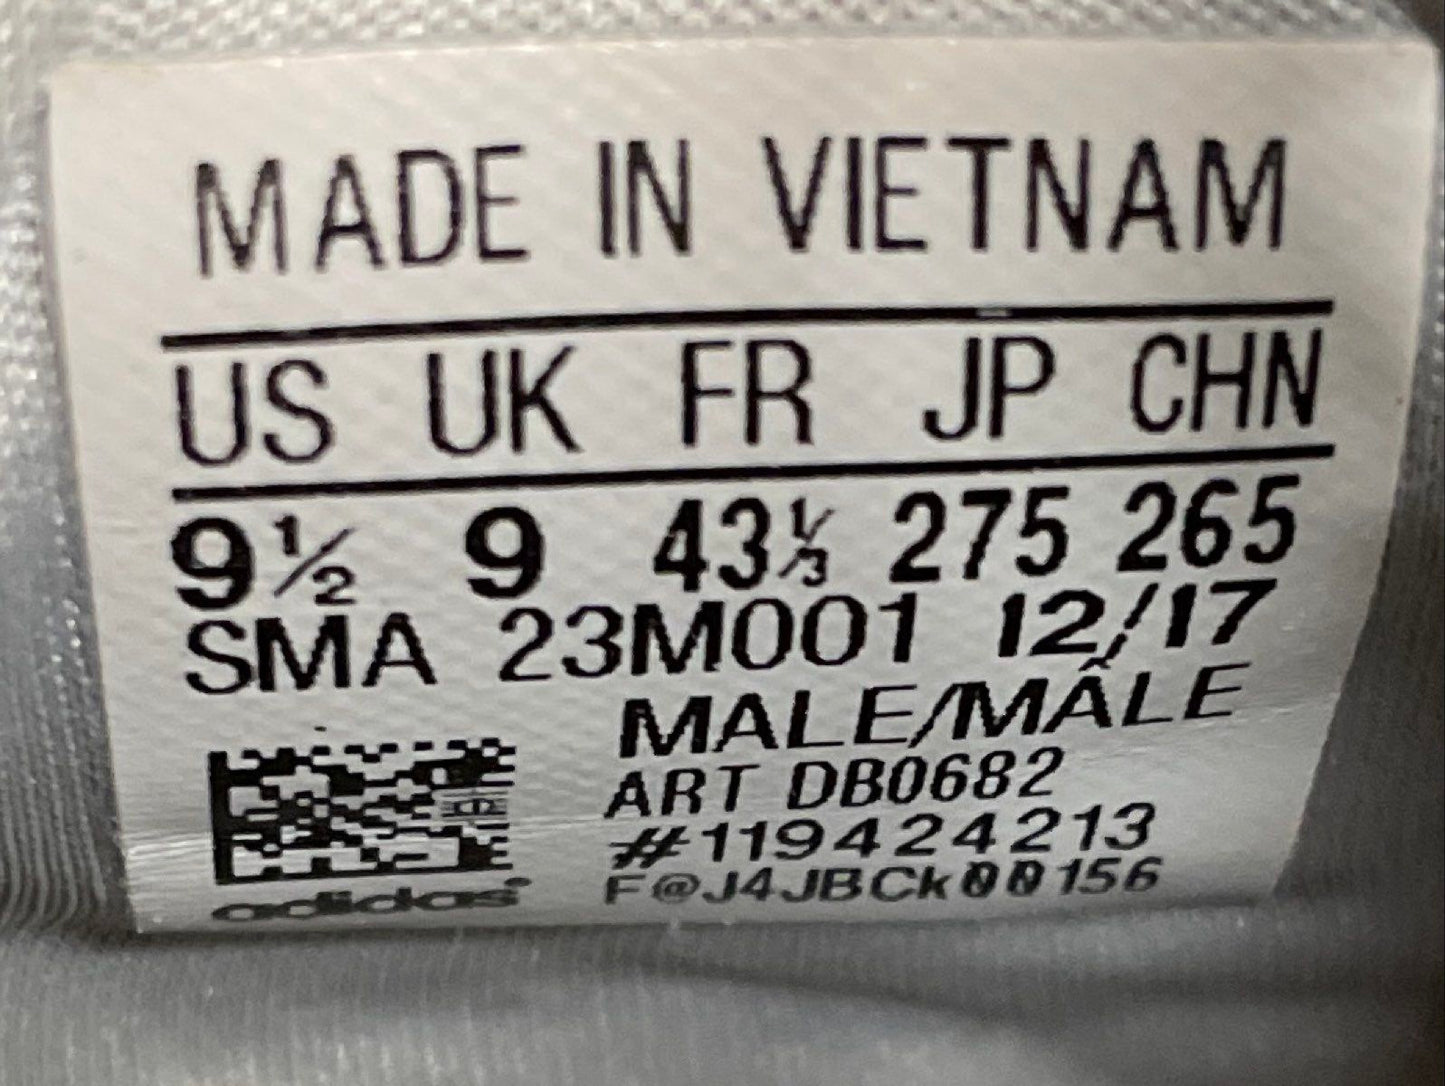 MADE IN VIETNAM
US UK FR JP CHN
9½ 9 43⅓ 275 265
SMA 23M001 12/17
MALE/MÂLE
ART DB0682
#119424213
F@J4JBCk00156
adidas